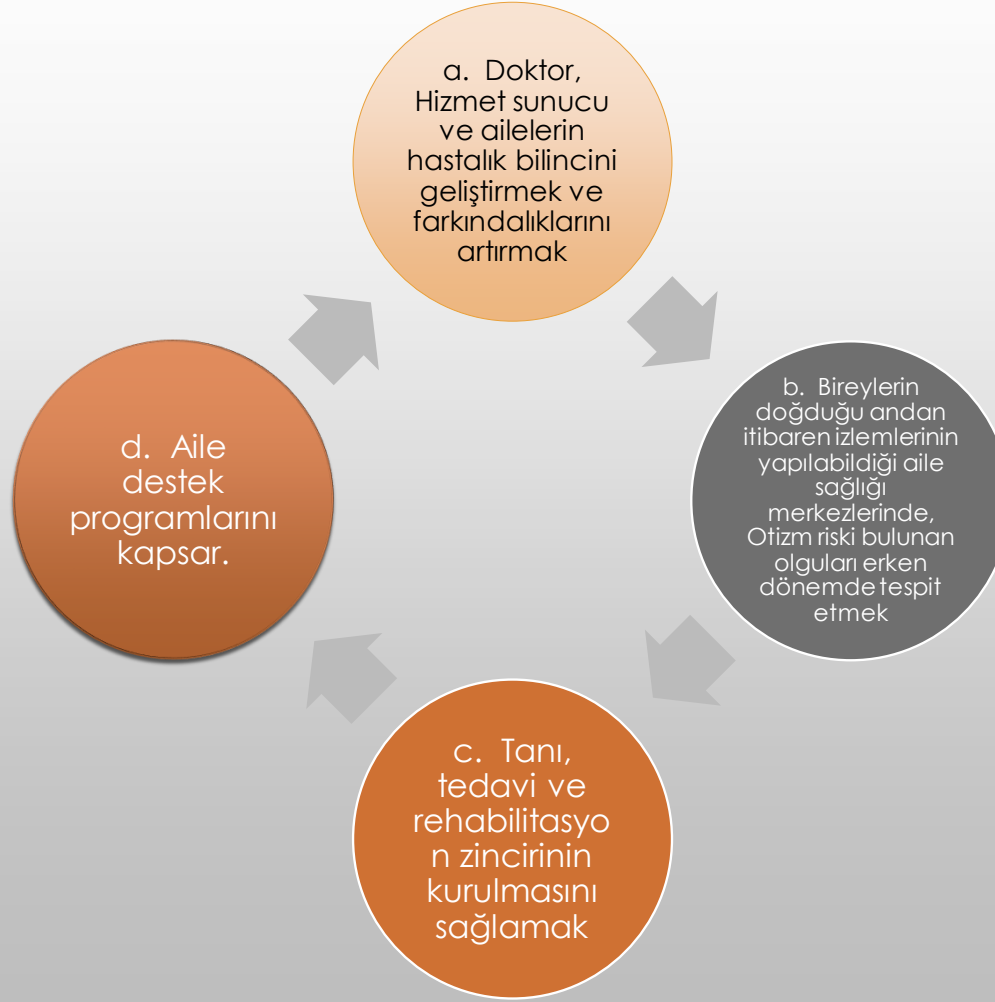 a. Doktor,
Hizmet sunucu
ve ailelerin
hastalık bilincini
geliştirmek ve
farkındalıklarını
artırmak
b. Bireylerin
doğduğu andan
itibaren izlemlerinin
yapılabildiği aile
sağlığı
merkezlerinde,
Otizm riski bulunan
olguları erken
dönemde tespit
etmek
c. Tanı,
tedavi ve
rehabilitasyo
n zincirinin
kurulmasını
sağlamak
d. Aile
destek
programlarını
kapsar.